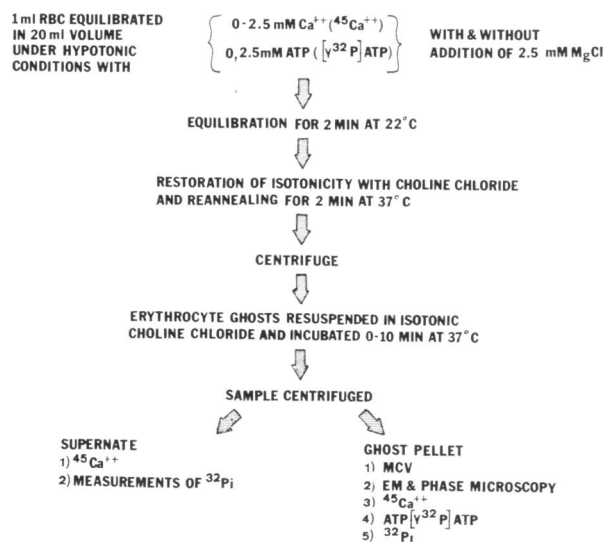 1 ml RBC EQUILIBRATED
IN 20 ml VOLUME
UNDER HYPOTONIC
CONDITIONS WITH
0-2.5 mM Ca⁺⁺(⁴⁵Ca⁺⁺)
0, 2.5mM ATP ([γ³²P]ATP)
WITH & WITHOUT
ADDITION OF 2.5 mM MgCl
EQUILIBRATION FOR 2 MIN AT 22°C
RESTORATION OF ISOTONICITY WITH CHOLINE CHLORIDE
AND REANNEALING FOR 2 MIN AT 37°C
CENTRIFUGE
ERYTHROCYTE GHOSTS RESUSPENDED IN ISOTONIC
CHOLINE CHLORIDE AND INCUBATED 0-10 MIN AT 37°C
SAMPLE CENTRIFUGED
SUPERNATE
1) ⁴⁵Ca⁺⁺
2) MEASUREMENTS OF ³²Pi
GHOST PELLET
1) MCV
2) EM & PHASE MICROSCOPY
3) ⁴⁵Ca⁺⁺
4) ATP[γ³²P]ATP
5) ³²Pi